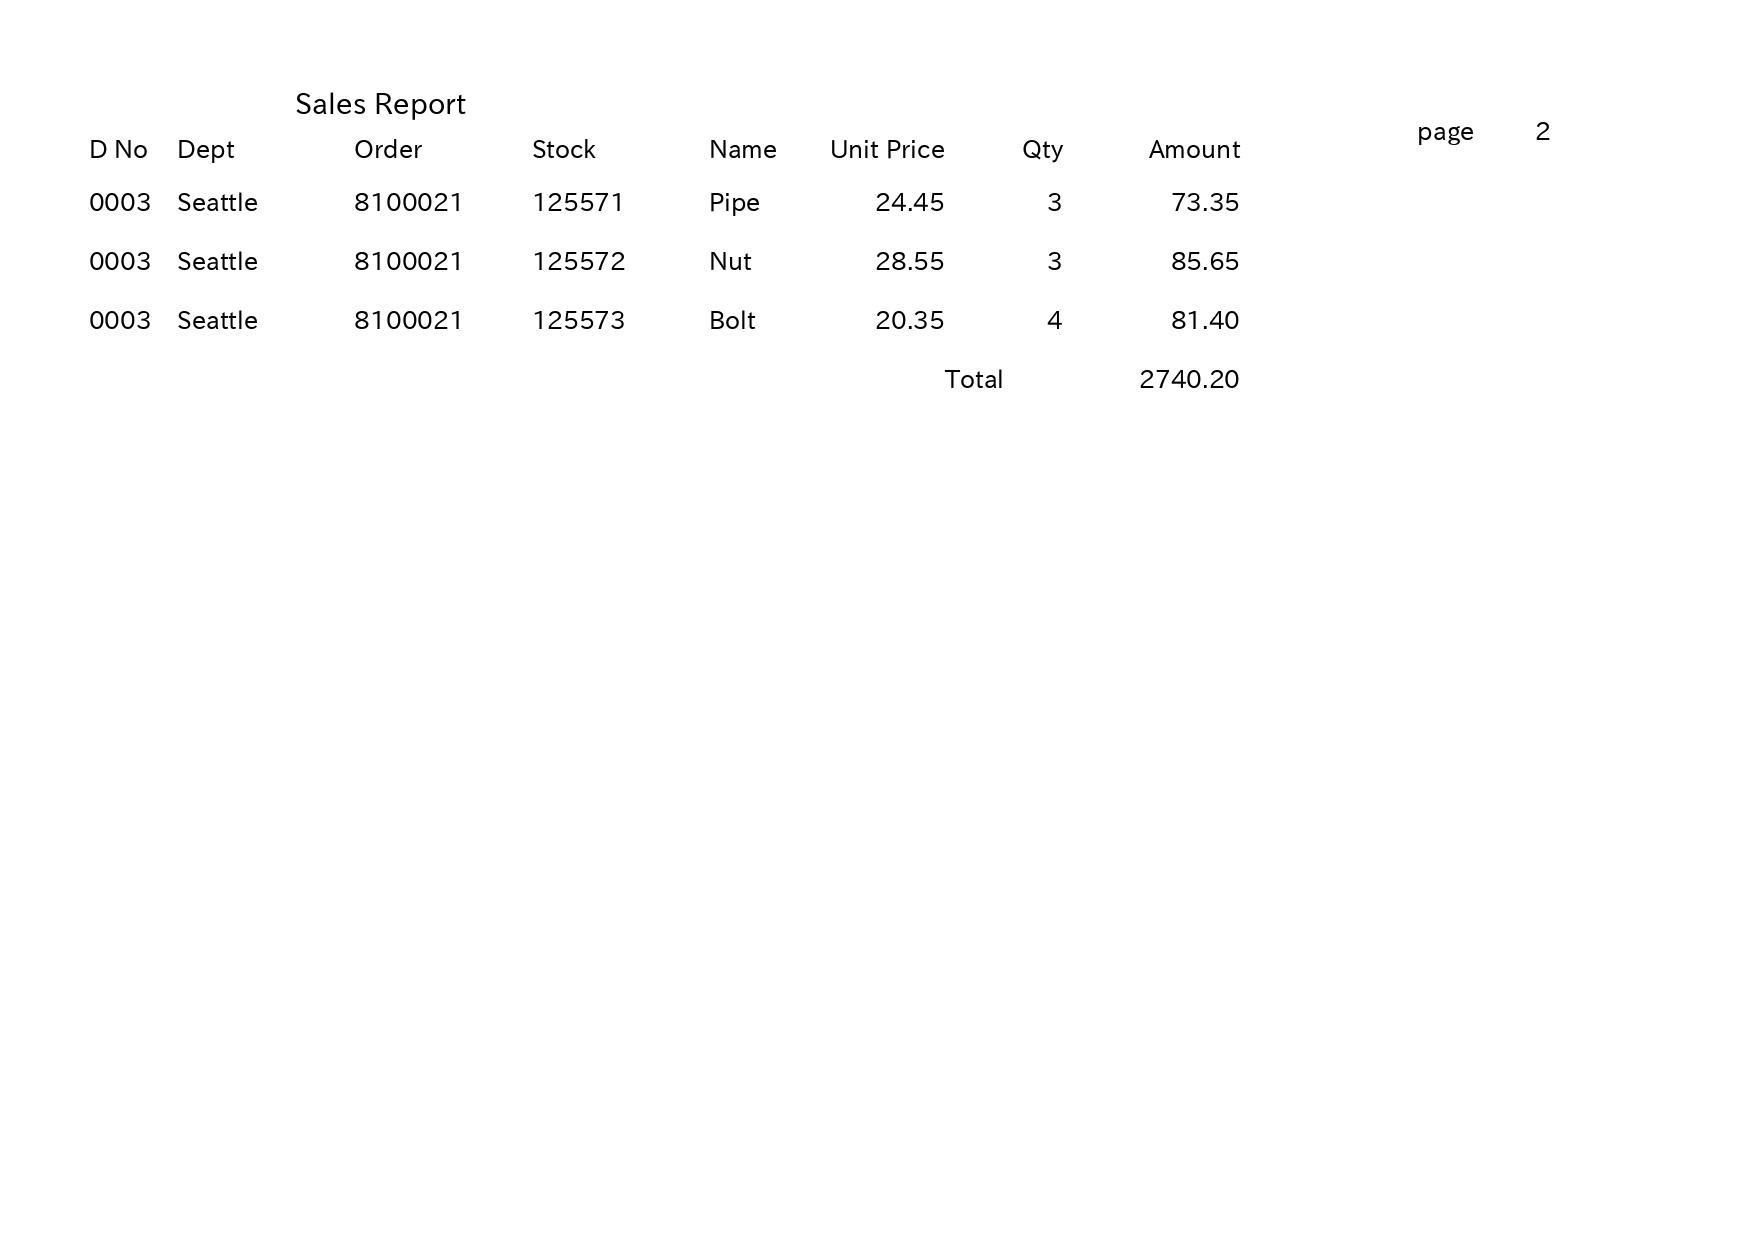 Sales Report
page 2
D No Dept Order Stock Name Unit Price Qty Amount
0003 Seattle 8100021 125571 Pipe 24.45 3 73.35
0003 Seattle 8100021 125572 Nut 28.55 3 85.65
0003 Seattle 8100021 125573 Bolt 20.35 4 81.40
Total 2740.20